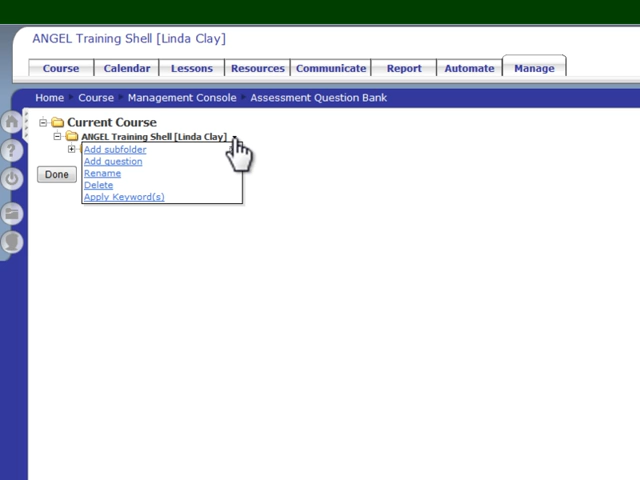 ANGEL Training Shell [Linda Clay]
Course Calendar Lessons Resources Communicate Report Automate Manage
Home Course Management Console Assessment Question Bank
Current Course
ANGEL Training Shell [Linda Clay]
Add subfolder
Add question
Rename
Delete
Apply Keyword(s)
Done
?